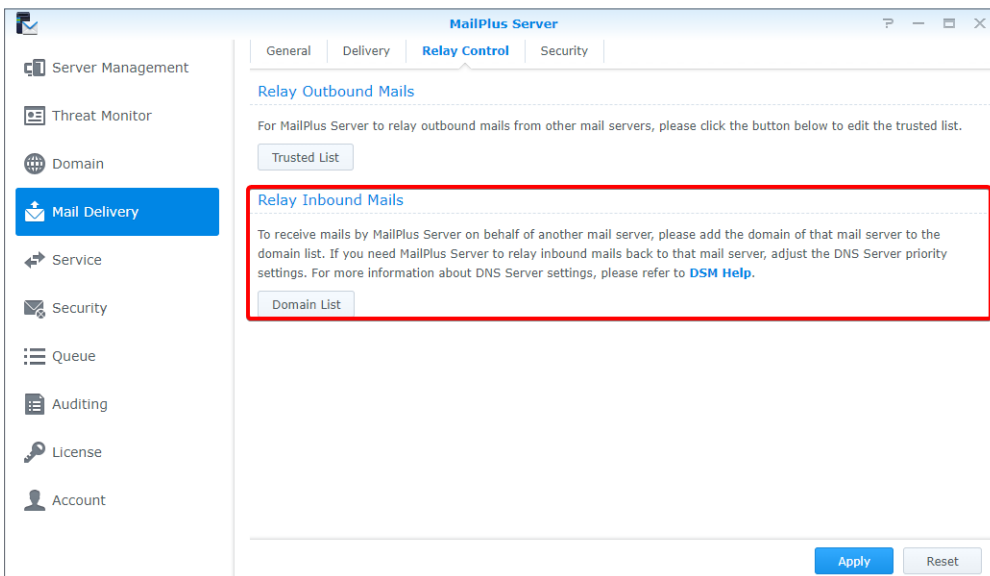 MailPlus Server
General Delivery Relay Control Security
Server Management
Threat Monitor
Domain
Mail Delivery
Service
Security
Queue
Auditing
License
Account
Relay Outbound Mails
For MailPlus Server to relay outbound mails from other mail servers, please click the button below to edit the trusted list.
Trusted List
Relay Inbound Mails
To receive mails by MailPlus Server on behalf of another mail server, please add the domain of that mail server to the
domain list. If you need MailPlus Server to relay inbound mails back to that mail server, adjust the DNS Server priority
settings. For more information about DNS Server settings, please refer to DSM Help.
Domain List
Apply Reset